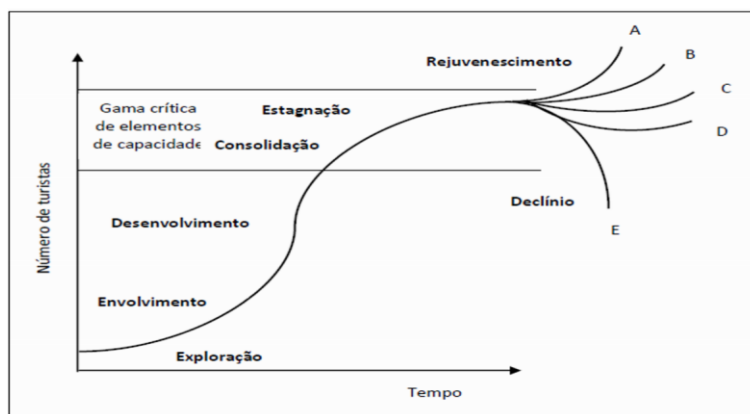 A
Rejuvenescimento
B
Gama crítica
de elementos
de capacidade
Estagnação
C
Consolidação
D
Número de turistas
Desenvolvimento
Declínio
E
Envolvimento
Exploração
Tempo